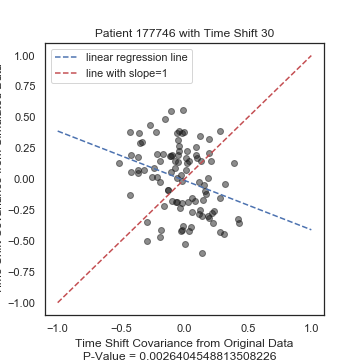 Patient 177746 with Time Shift 30
linear regression line
line with slope=1
1.00
0.75
0.50
0.25
0.00
−0.25
−0.50
−0.75
−1.00
−1.0
−0.5
0.0
0.5
1.0
Time Shift Covariance from Original Data
P-Value = 0.0026404548813508226